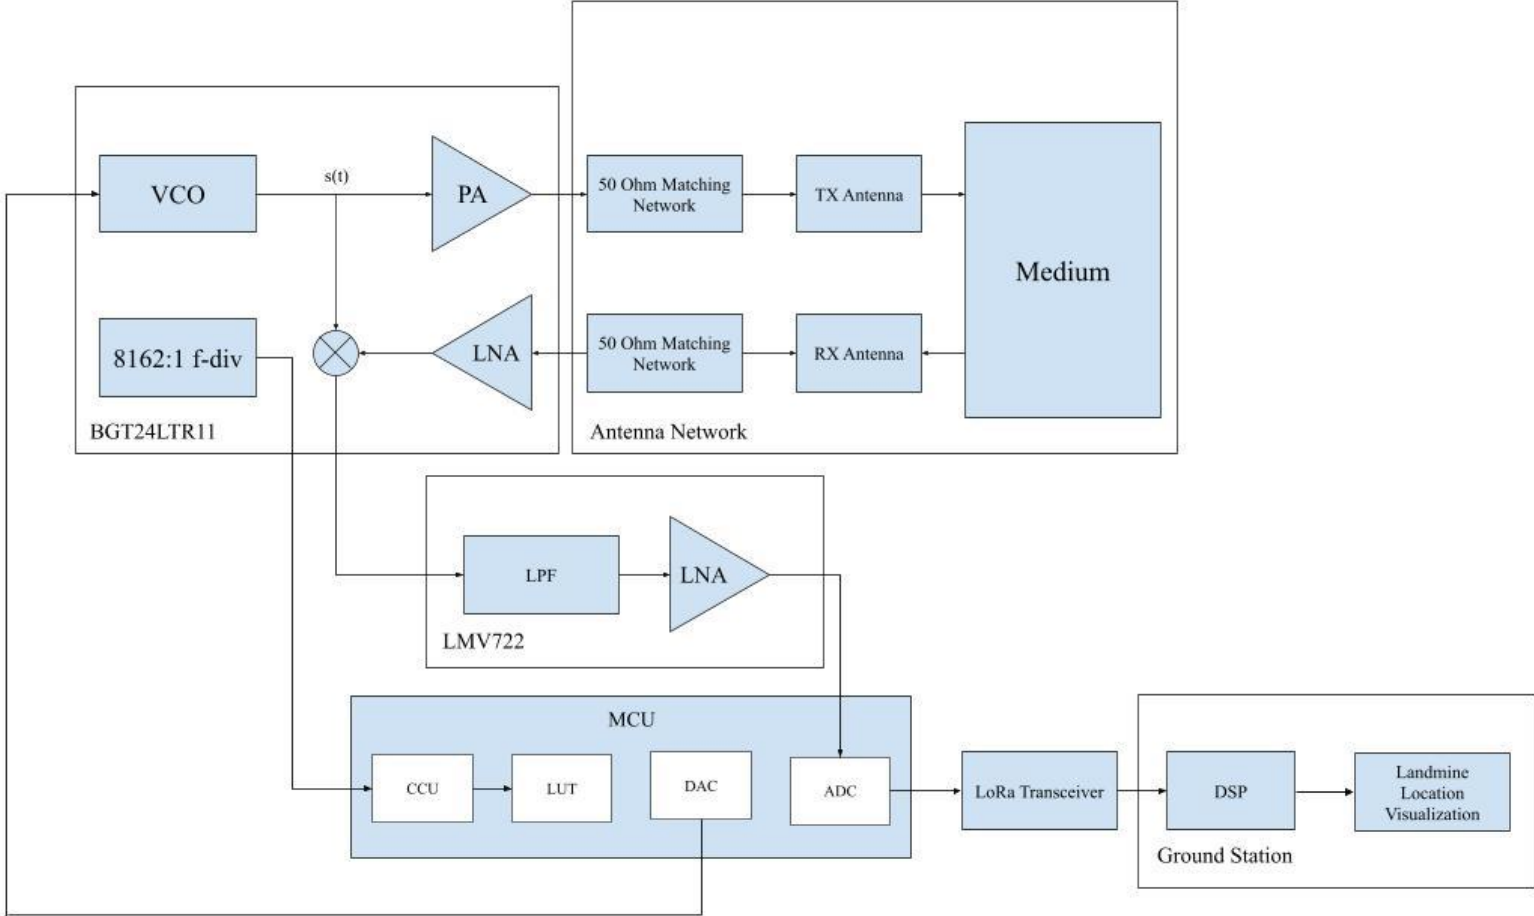 s(t)
VCO
PA
50 Ohm Matching
Network
TX Antenna
Medium
8162:1 f-div
LNA
50 Ohm Matching
Network
RX Antenna
BGT24LTR11
Antenna Network
LPF
LNA
LMV722
MCU
CCU
LUT
DAC
ADC
LoRa Transceiver
DSP
Landmine
Location
Visualization
Ground Station